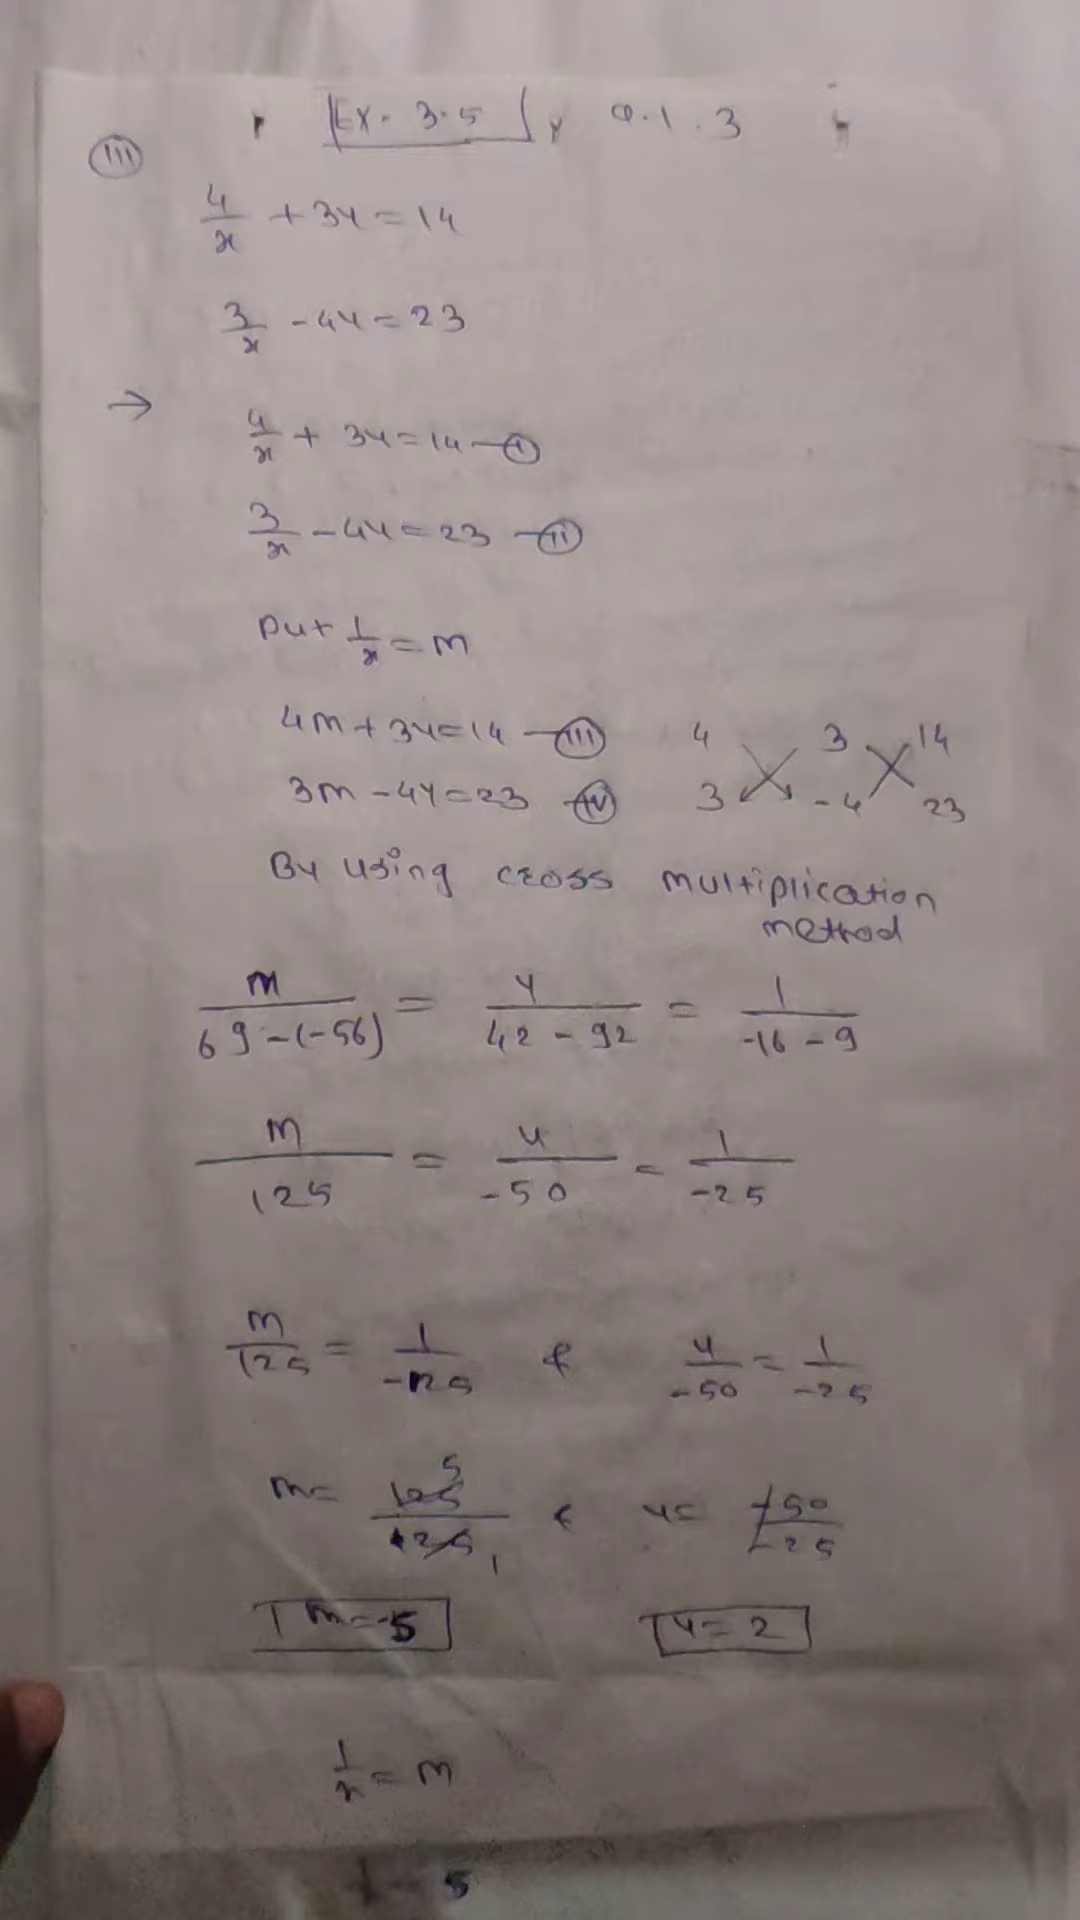 Ex. 3.5 Q.1.3
(iii)
4/x + 3y = 14
3/x - 4y = 23
→
4/x + 3y = 14 — (i)
3/x - 4y = 23 — (ii)
Put 1/x = m
4m + 3y = 14 — (iii) 4 3 14
3m - 4y = 23 (iv) 3 -4 23
By using cross multiplication
method
m/(69-(-56)) = y/(42-92) = 1/(-16-9)
m/125 = y/-50 = 1/-25
m/125 = 1/-25 & y/-50 = 1/-25
m = 125/25 5 1 & y = -50/-25
m = -5 y = 2
1/x = m
5